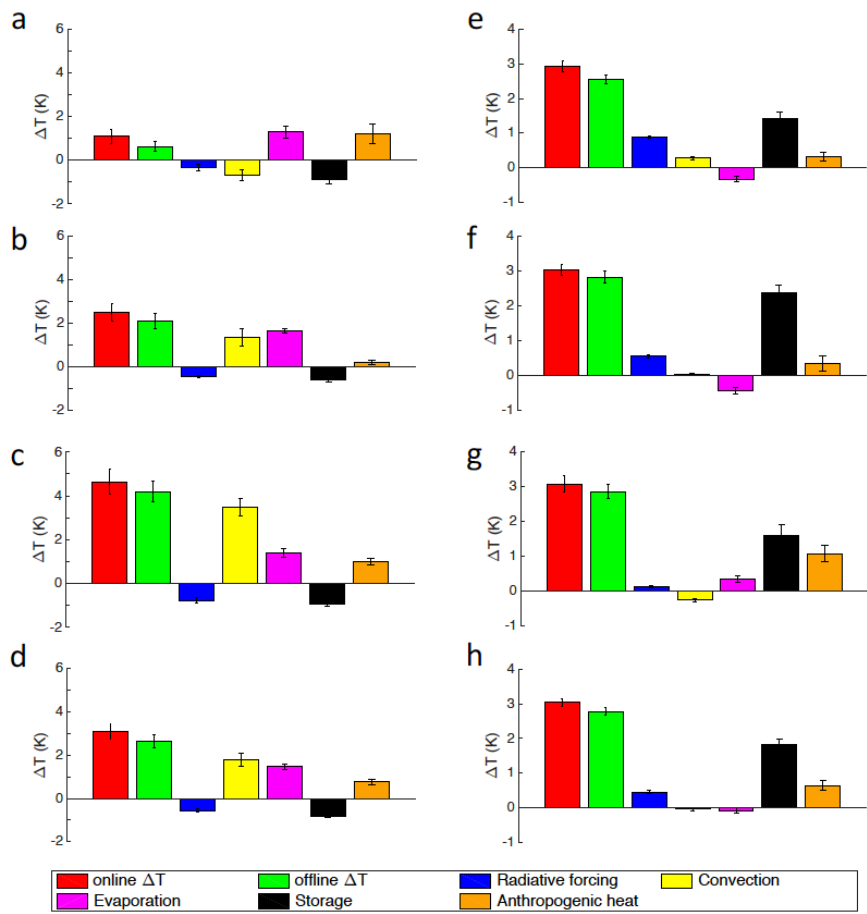 a
6
4
2
0
-2
ΔT (K)
b
6
4
2
0
-2
ΔT (K)
c
6
4
2
0
-2
ΔT (K)
d
6
4
2
0
-2
ΔT (K)
e
4
3
2
1
0
-1
ΔT (K)
f
4
3
2
1
0
-1
ΔT (K)
g
4
3
2
1
0
-1
ΔT (K)
h
4
3
2
1
0
-1
ΔT (K)
online ΔT offline ΔT Radiative forcing Convection
Evaporation Storage Anthropogenic heat